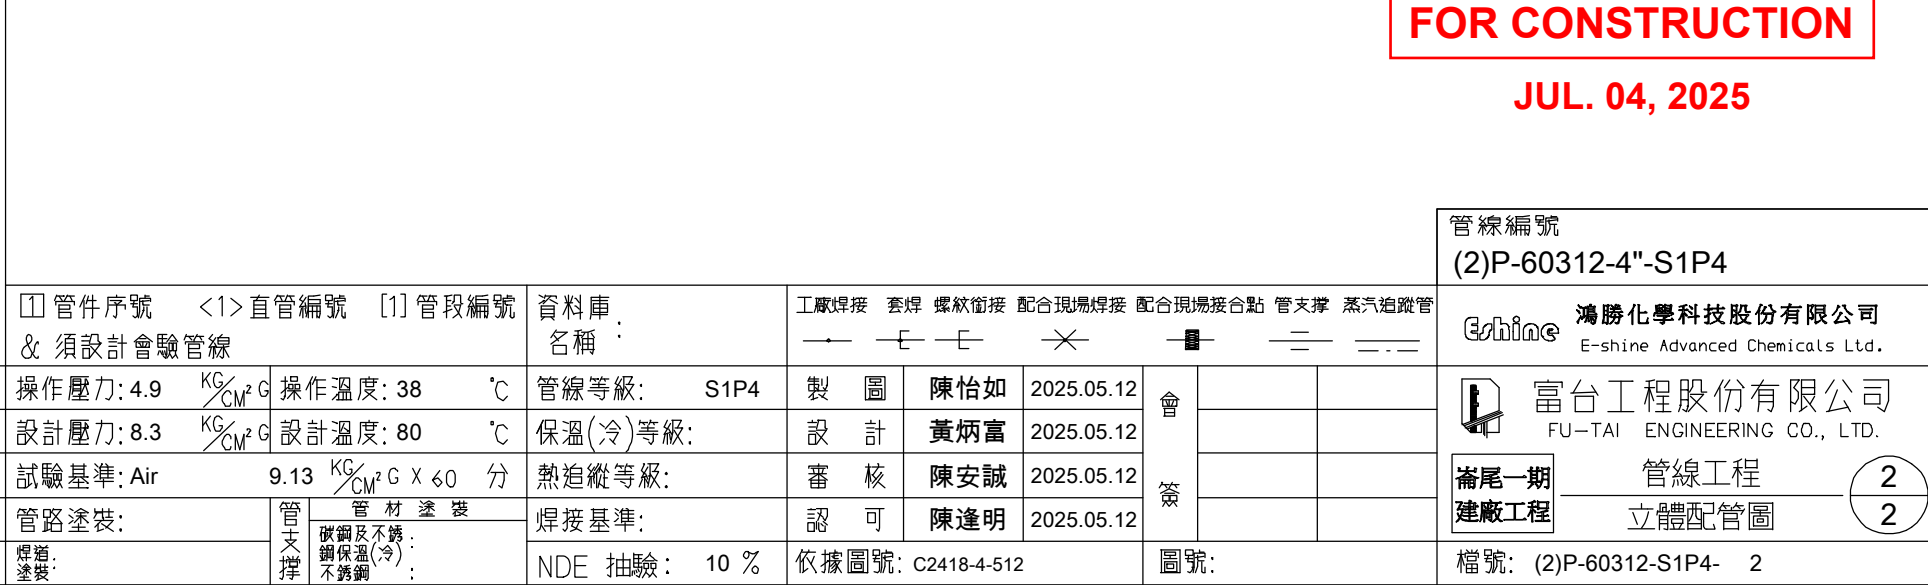 FOR CONSTRUCTION
JUL. 04, 2025
管線編號
(2)P-60312-4"-S1P4
1 管件序號 <1>直管編號 [1]管段編號
& 須設計會驗管線
資料庫
名稱 :
工廠焊接 套焊 螺紋銜接 配合現場焊接 配合現場接合點 管支撐 蒸汽追蹤管
Eshine 鴻勝化學科技股份有限公司
E-shine Advanced Chemicals Ltd.
操作壓力: 4.9 KG/CM² G 操作溫度: 38 °C 管線等級: S1P4 製圖 陳怡如 2025.05.12
設計壓力: 8.3 KG/CM² G 設計溫度: 80 °C 保溫(冷)等級: 設計 黃炳富 2025.05.12
試驗基準: Air 9.13 KG/CM² G X 60 分 熱追縱等級: 審核 陳安誠 2025.05.12
管路塗裝: 管支撐 管材塗裝 焊接基準: 認可 陳逢明 2025.05.12
會簽
碳鋼及不銹
鋼保溫(冷) :
不銹鋼 :
焊道
塗裝:
NDE 抽驗: 10 % 依據圖號: C2418-4-512 圖號:
富台工程股份有限公司
FU-TAI ENGINEERING CO., LTD.
崙尾一期
建廠工程
管線工程
立體配管圖
2
2
檔號: (2)P-60312-S1P4- 2